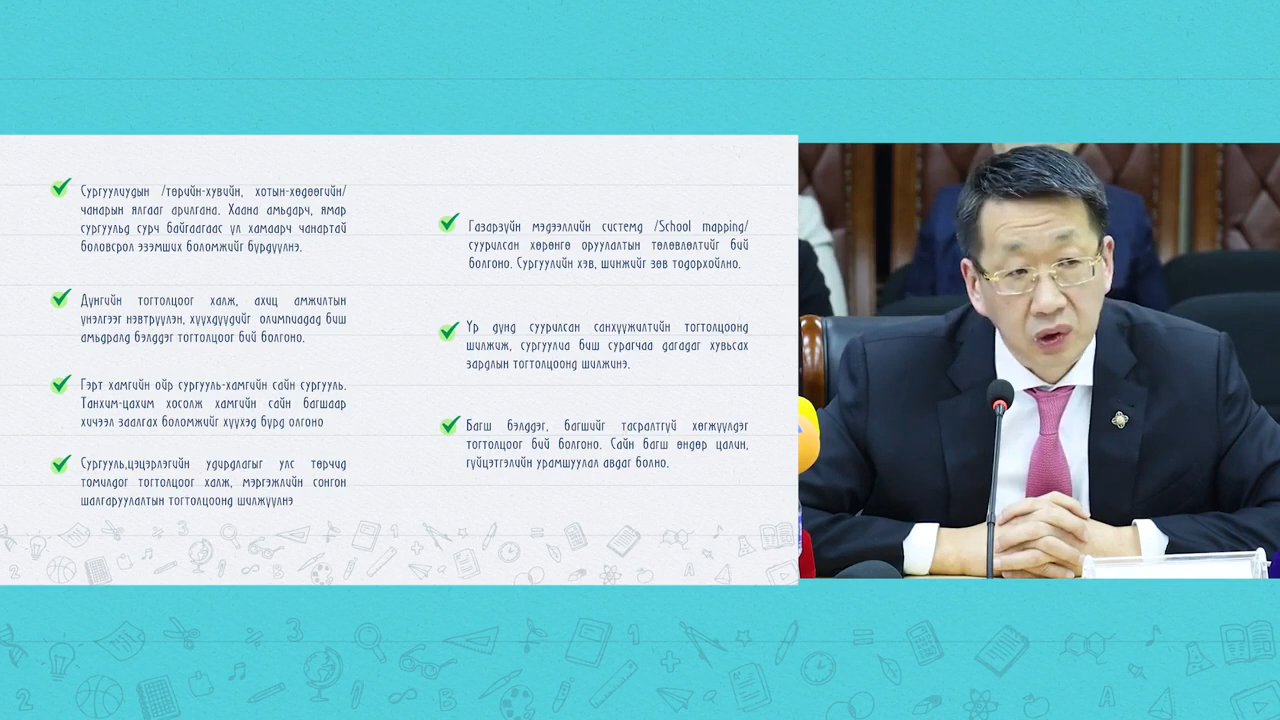 Сургуулиудын /төрийн-хувийн, хотын-хөдөөгийн/
чанарын ялгааг арилгана. Хаана амьдарч, ямар
сургуульд сурч байгаагаас үл хамаарч чанартай
боловсрол эзэмших боломжийг бүрдүүлнэ.
Дүнгийн тогтолцоог халж, ахиц амжилтын
үнэлгээг нэвтрүүлэн, хүүхдүүдийг олимпиадад биш
амьдралд бэлддэг тогтолцоог бий болгоно.
Гэрт хамгийн ойр сургууль-хамгийн сайн сургууль.
Танхим-цахим хосолж хамгийн сайн багшаар
хичээл заалгах боломжийг хүүхэд бүрд олгоно
Сургууль,цэцэрлэгийн удирдлагыг улс төрчид
томилдог тогтолцоог халж, мэргэжлийн сонгон
шалгаруулалтын тогтолцоонд шилжүүлнэ
Газарзүйн мэдээллийн системд /School mapping/
суурилсан хөрөнгө оруулалтын төлөвлөлтийг бий
болгоно. Сургуулийн хэв, шинжийг зөв тодорхойлно.
Үр дүнд суурилсан санхүүжилтийн тогтолцоонд
шилжиж, сургуулиа биш сурагчаа дагадаг хувьсах
зардлын тогтолцоонд шилжинэ.
Багш бэлддэг, багшийг тасралтгүй хөгжүүлдэг
тогтолцоог бий болгоно. Сайн багш өндөр цалин,
гүйцэтгэлийн урамшуулал авдаг болно.